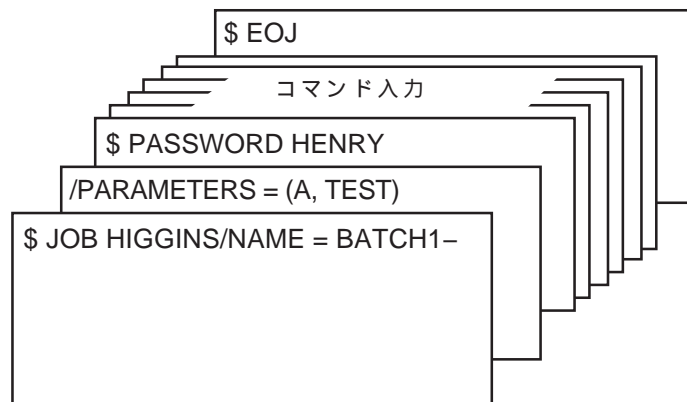 $ EOJ
コマンド入力
$ PASSWORD HENRY
/PARAMETERS = (A, TEST)
$ JOB HIGGINS/NAME = BATCH1−